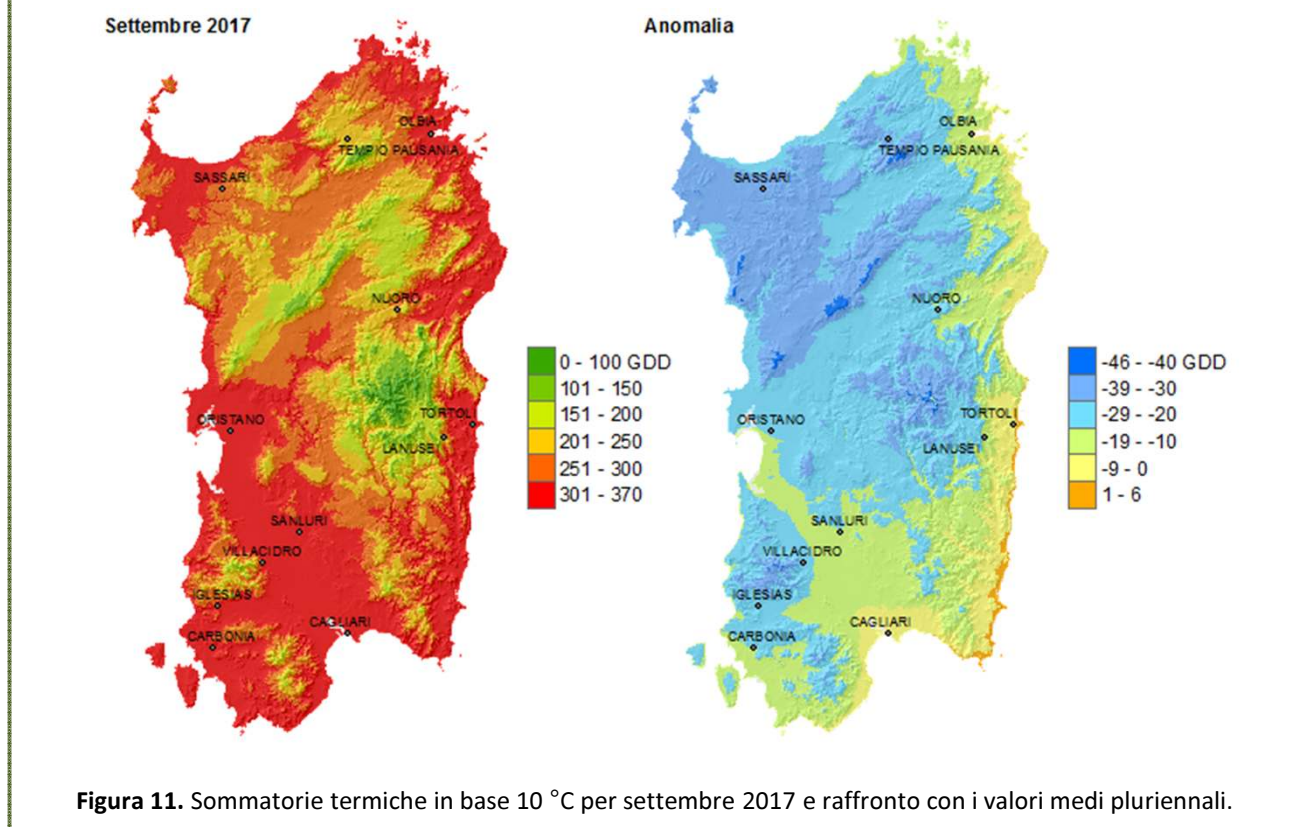 Settembre 2017
OLBIA
TEMPIO PAUSANIA
SASSARI
NUORO
ORISTANO
TORTOLI
LANUSEI
SANLURI
VILLACIDRO
IGLESIAS
CAGLIARI
CARBONIA
0 - 100 GDD
101 - 150
151 - 200
201 - 250
251 - 300
301 - 370
Anomalia
OLBIA
TEMPIO PAUSANIA
SASSARI
NUORO
ORISTANO
TORTOLI
LANUSEI
SANLURI
VILLACIDRO
IGLESIAS
CAGLIARI
CARBONIA
-46 - -40 GDD
-39 - -30
-29 - -20
-19 - -10
-9 - 0
1 - 6
Figura 11. Sommatorie termiche in base 10 °C per settembre 2017 e raffronto con i valori medi pluriennali.